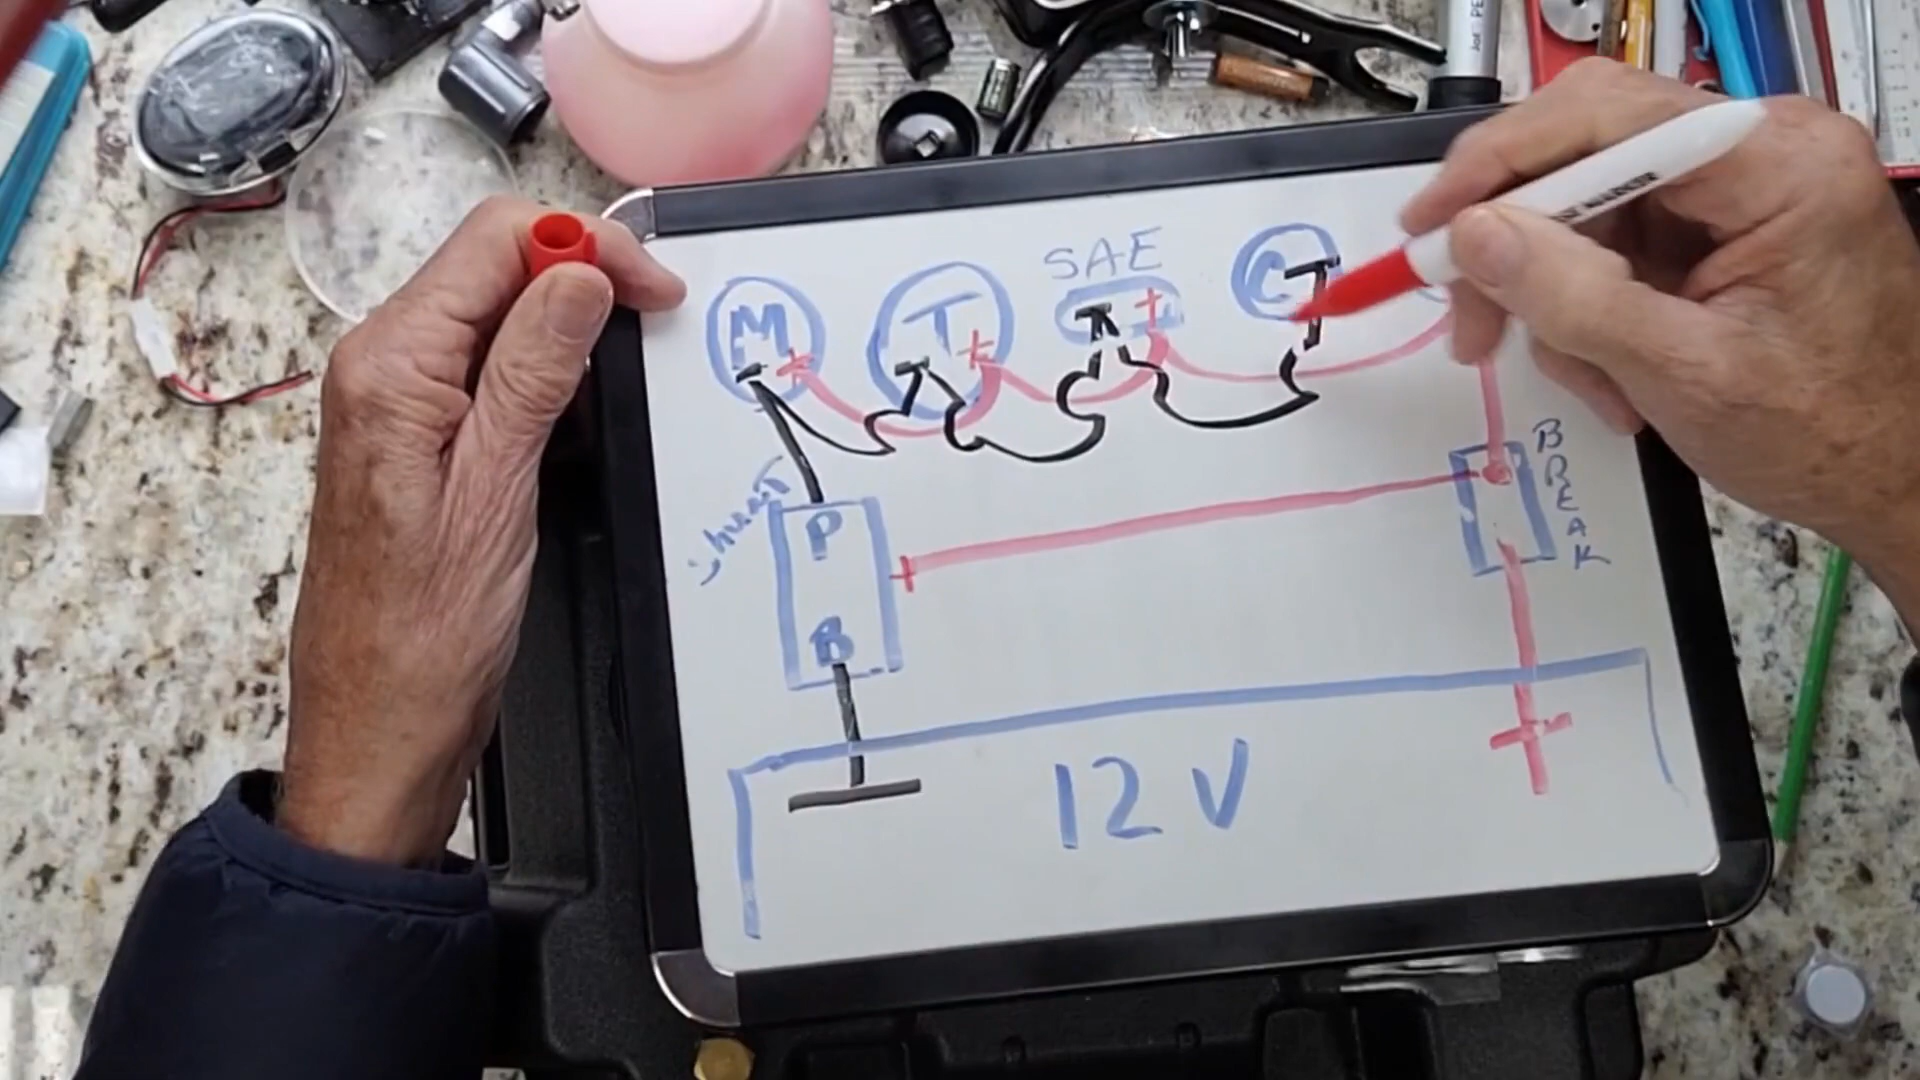 SAE
M + T + + C
BREAK
shunt
P
+
B
12 V
+